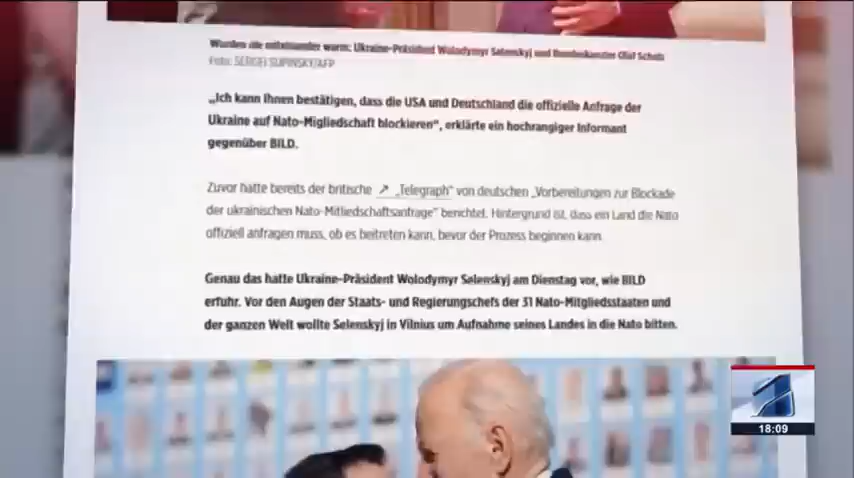 Wurden nie miteinander warm: Ukraine-Präsident Wolodymyr Selenskyj und Bundeskanzler Olaf Scholz
Foto: SERGEI SUPINSKY/AFP
„Ich kann Ihnen bestätigen, dass die USA und Deutschland die offizielle Anfrage der
Ukraine auf Nato-Migliedschaft blockieren“, erklärte ein hochrangiger Informant
gegenüber BILD.
Zuvor hatte bereits der britische ↗ „Telegraph“ von deutschen „Vorbereitungen zur Blockade
der ukrainischen Nato-Mitliedschaftsanfrage“ berichtet. Hintergrund ist, dass ein Land die Nato
offiziell anfragen muss, ob es beitreten kann, bevor der Prozess beginnen kann.
Genau das hatte Ukraine-Präsident Wolodymyr Selenskyj am Dienstag vor, wie BILD
erfuhr. Vor den Augen der Staats- und Regierungschefs der 31 Nato-Mitgliedsstaaten und
der ganzen Welt wollte Selenskyj in Vilnius um Aufnahme seines Landes in die Nato bitten.
18:09